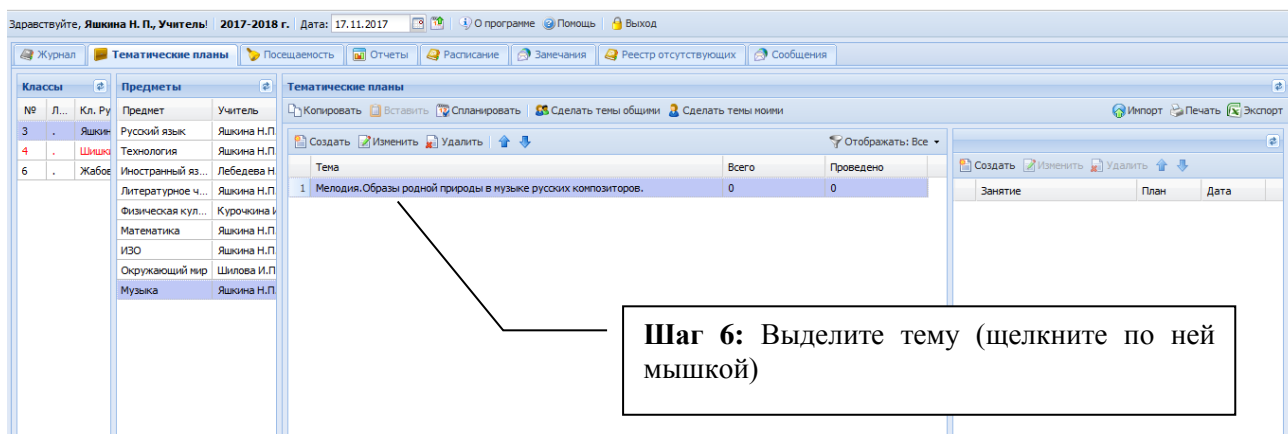 Здравствуйте, Яшкина Н. П., Учитель! 2017-2018 г. Дата: 17.11.2017 О программе Помощь Выход
Журнал Тематические планы Посещаемость Отчеты Расписание Замечания Реестр отсутствующих Сообщения
Классы Предметы Тематические планы
№ Л... Кл. Ру Предмет Учитель Копировать Вставить Спланировать Сделать темы общими Сделать темы моими Импорт Печать Экспорт
3 . Яшкин Русский язык Яшкина Н.П.
4 . Шишк Технология Яшкина Н.П. Создать Изменить Удалить Отображать: Все
6 . Жабов Иностранный яз... Лебедева Н. Тема Всего Проведено Создать Изменить Удалить
Литературное ч... Яшкина Н.П. 1 Мелодия.Образы родной природы в музыке русских композиторов. 0 0 Занятие План Дата
Физическая кул... Курочкина И
Математика Яшкина Н.П.
ИЗО Яшкина Н.П.
Окружающий мир Шилова И.П.
Музыка Яшкина Н.П.
Шаг 6: Выделите тему (щелкните по ней
мышкой)